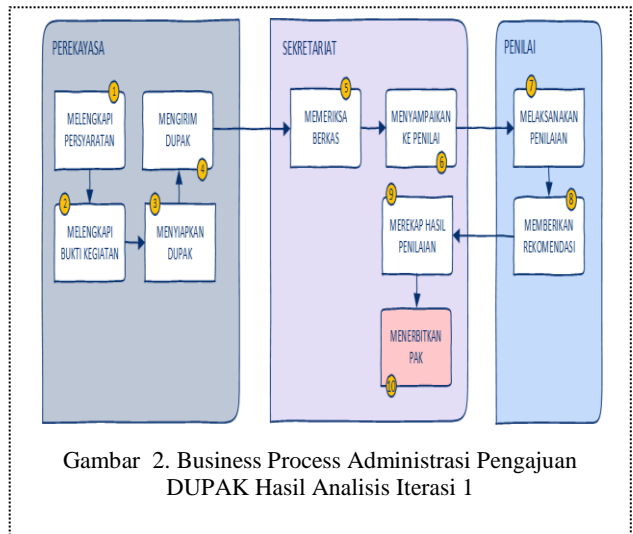 PEREKAYASA
1
MELENGKAPI
PERSYARATAN
2
MELENGKAPI
BUKTI KEGIATAN
3
MENYIAPKAN
DUPAK
MENGIRIM
DUPAK
4
SEKRETARIAT
5
MEMERIKSA
BERKAS
MENYAMPAIKAN
KE PENILAI
6
PENILAI
7
MELAKSANAKAN
PENILAIAN
8
MEMBERIKAN
REKOMENDASI
9
MEREKAP HASIL
PENILAIAN
MENERBITKAN
PAK
10
Gambar 2. Business Process Administrasi Pengajuan
DUPAK Hasil Analisis Iterasi 1